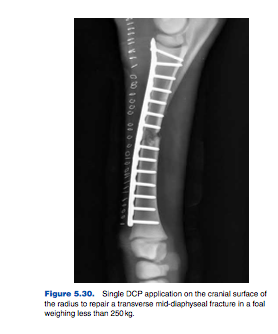 Figure 5.30. Single DCP application on the cranial surface of
the radius to repair a transverse mid-diaphyseal fracture in a foal
weighing less than 250 kg.